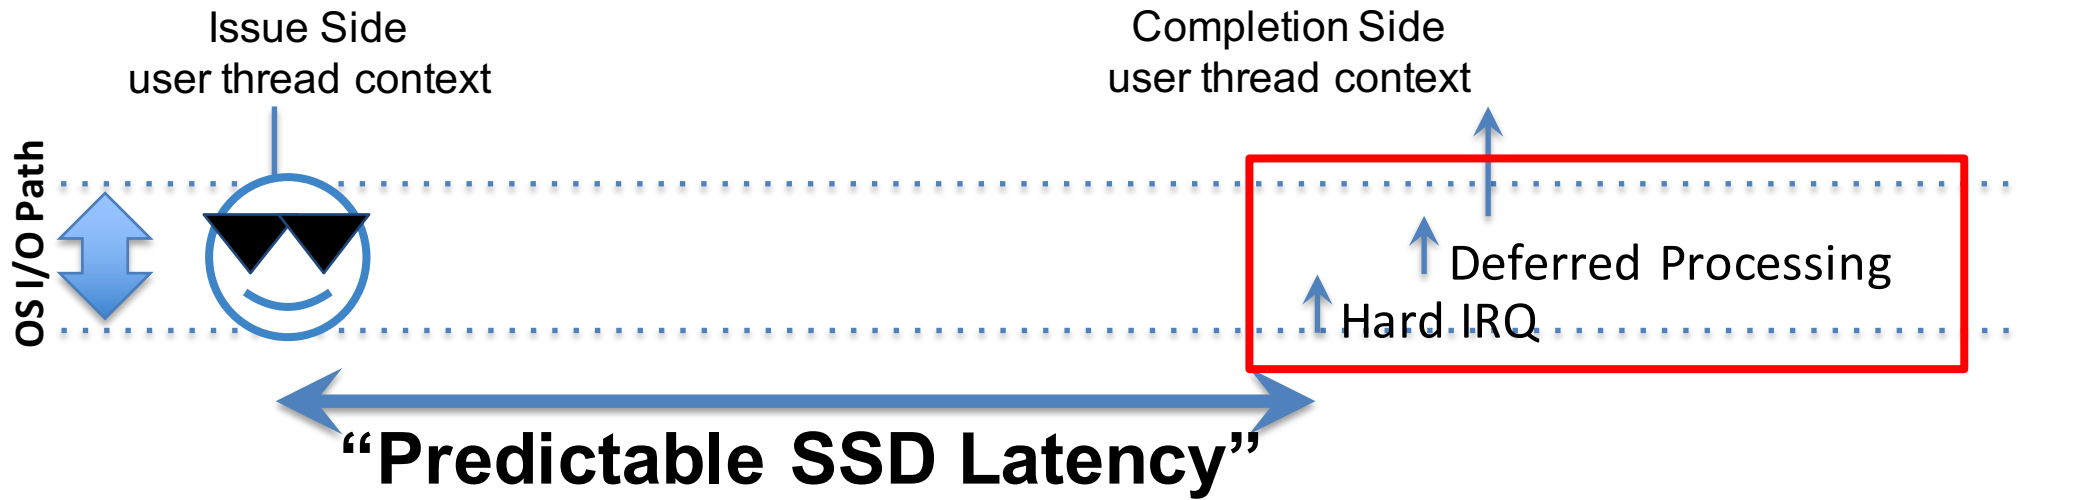 Issue Side
user thread context
Completion Side
user thread context
OS I/O Path
Deferred Processing
Hard IRQ
“Predictable SSD Latency”